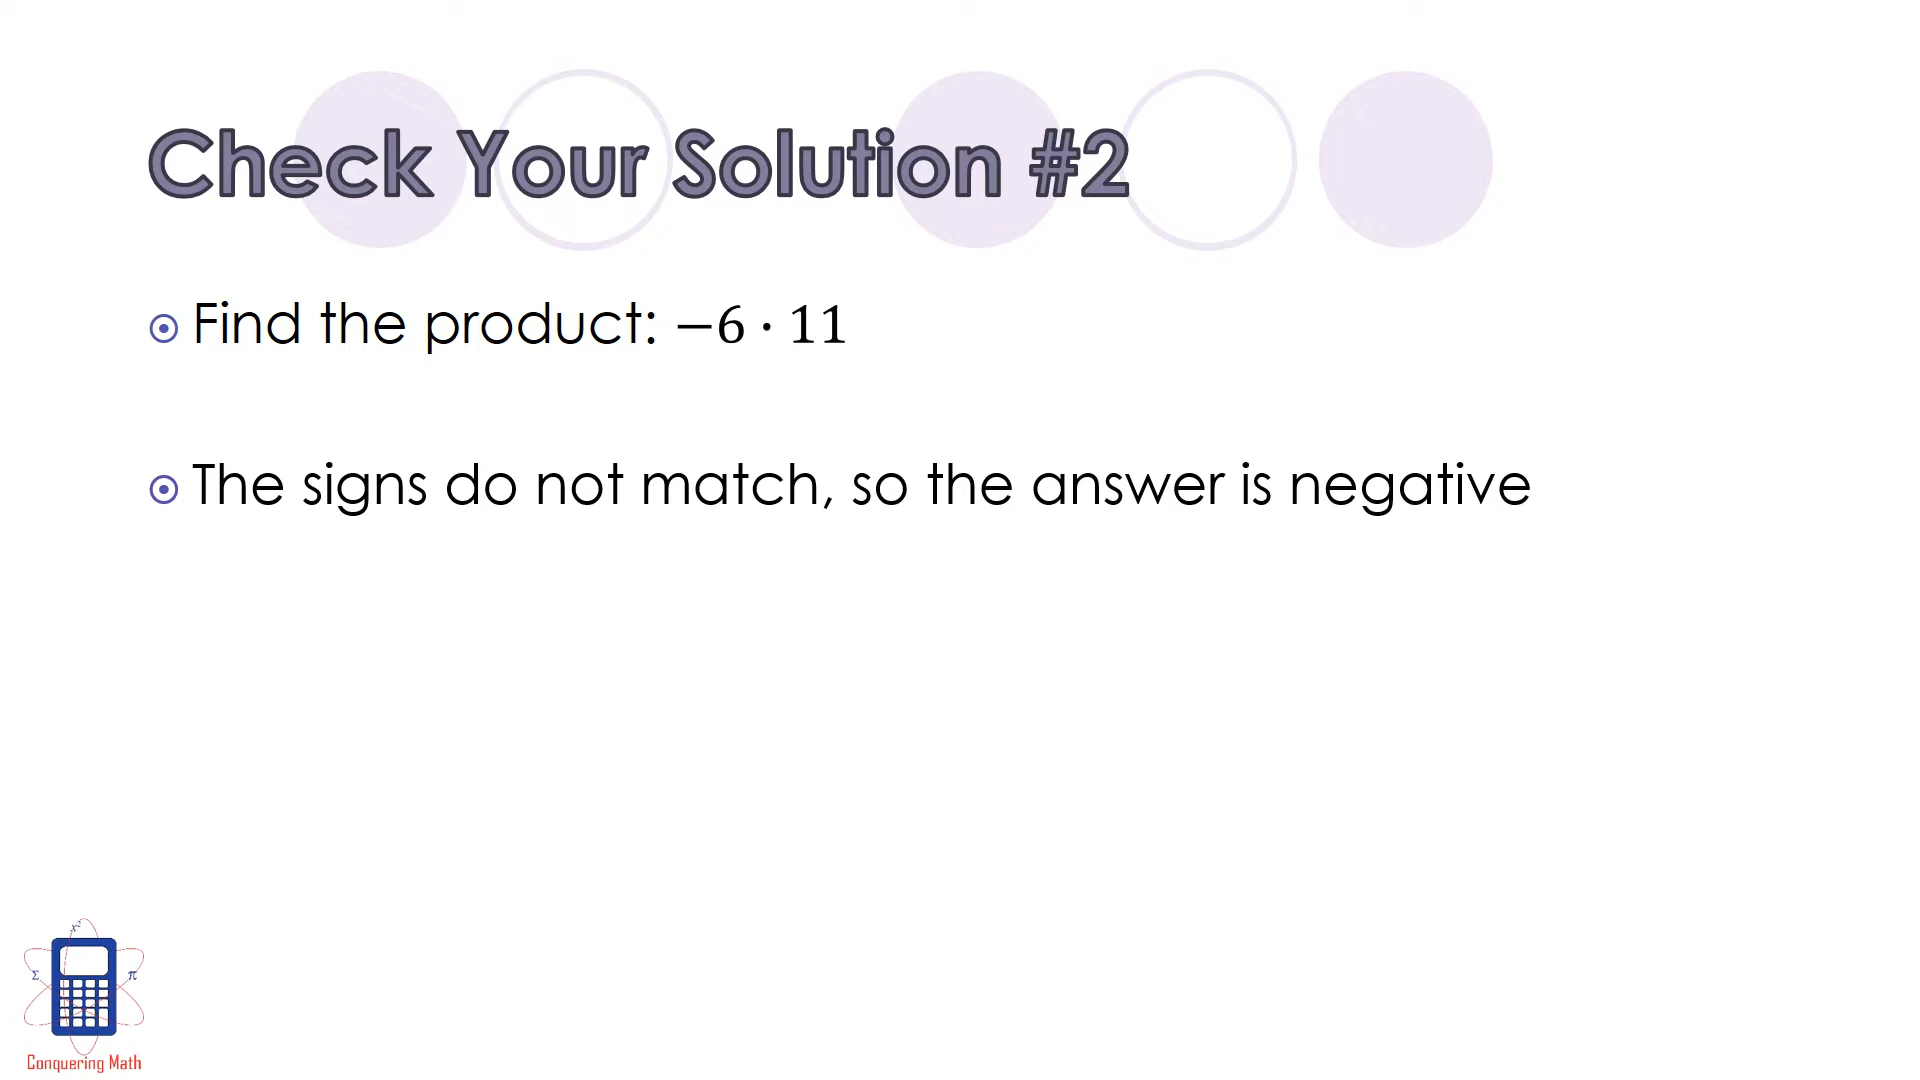 Check Your Solution #2
Find the product: −6 · 11
The signs do not match, so the answer is negative
x²
Σ π
Conquering Math